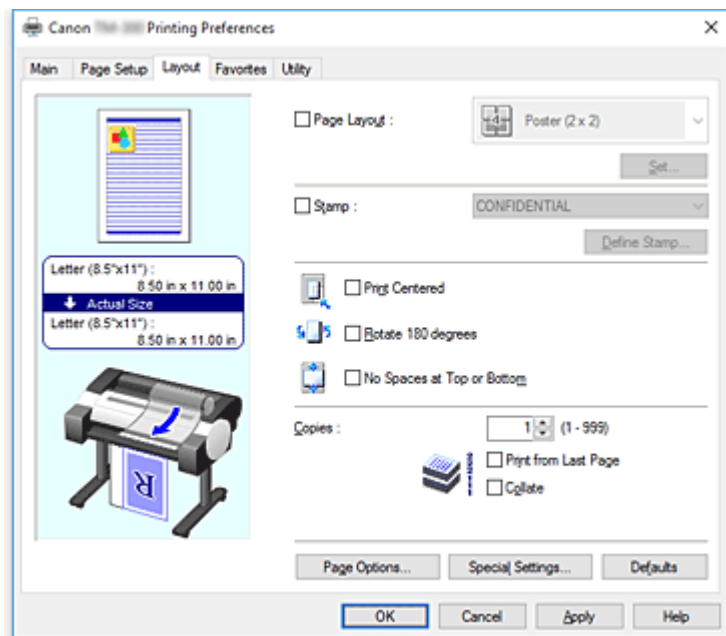 Canon Printing Preferences
Main Page Setup Layout Favorites Utility
Page Layout :
4
Poster (2 x 2)
Set...
Stamp :
CONFIDENTIAL
Define Stamp...
Letter (8.5"x11") :
8.50 in x 11.00 in
Actual Size
Letter (8.5"x11") :
8.50 in x 11.00 in
Print Centered
Rotate 180 degrees
No Spaces at Top or Bottom
R
Copies :
1 (1 - 999)
Print from Last Page
Collate
Page Options... Special Settings... Defaults
OK Cancel Apply Help